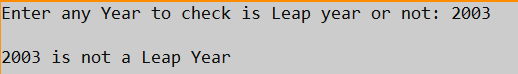 Enter any Year to check is Leap year or not: 2003
2003 is not a Leap Year